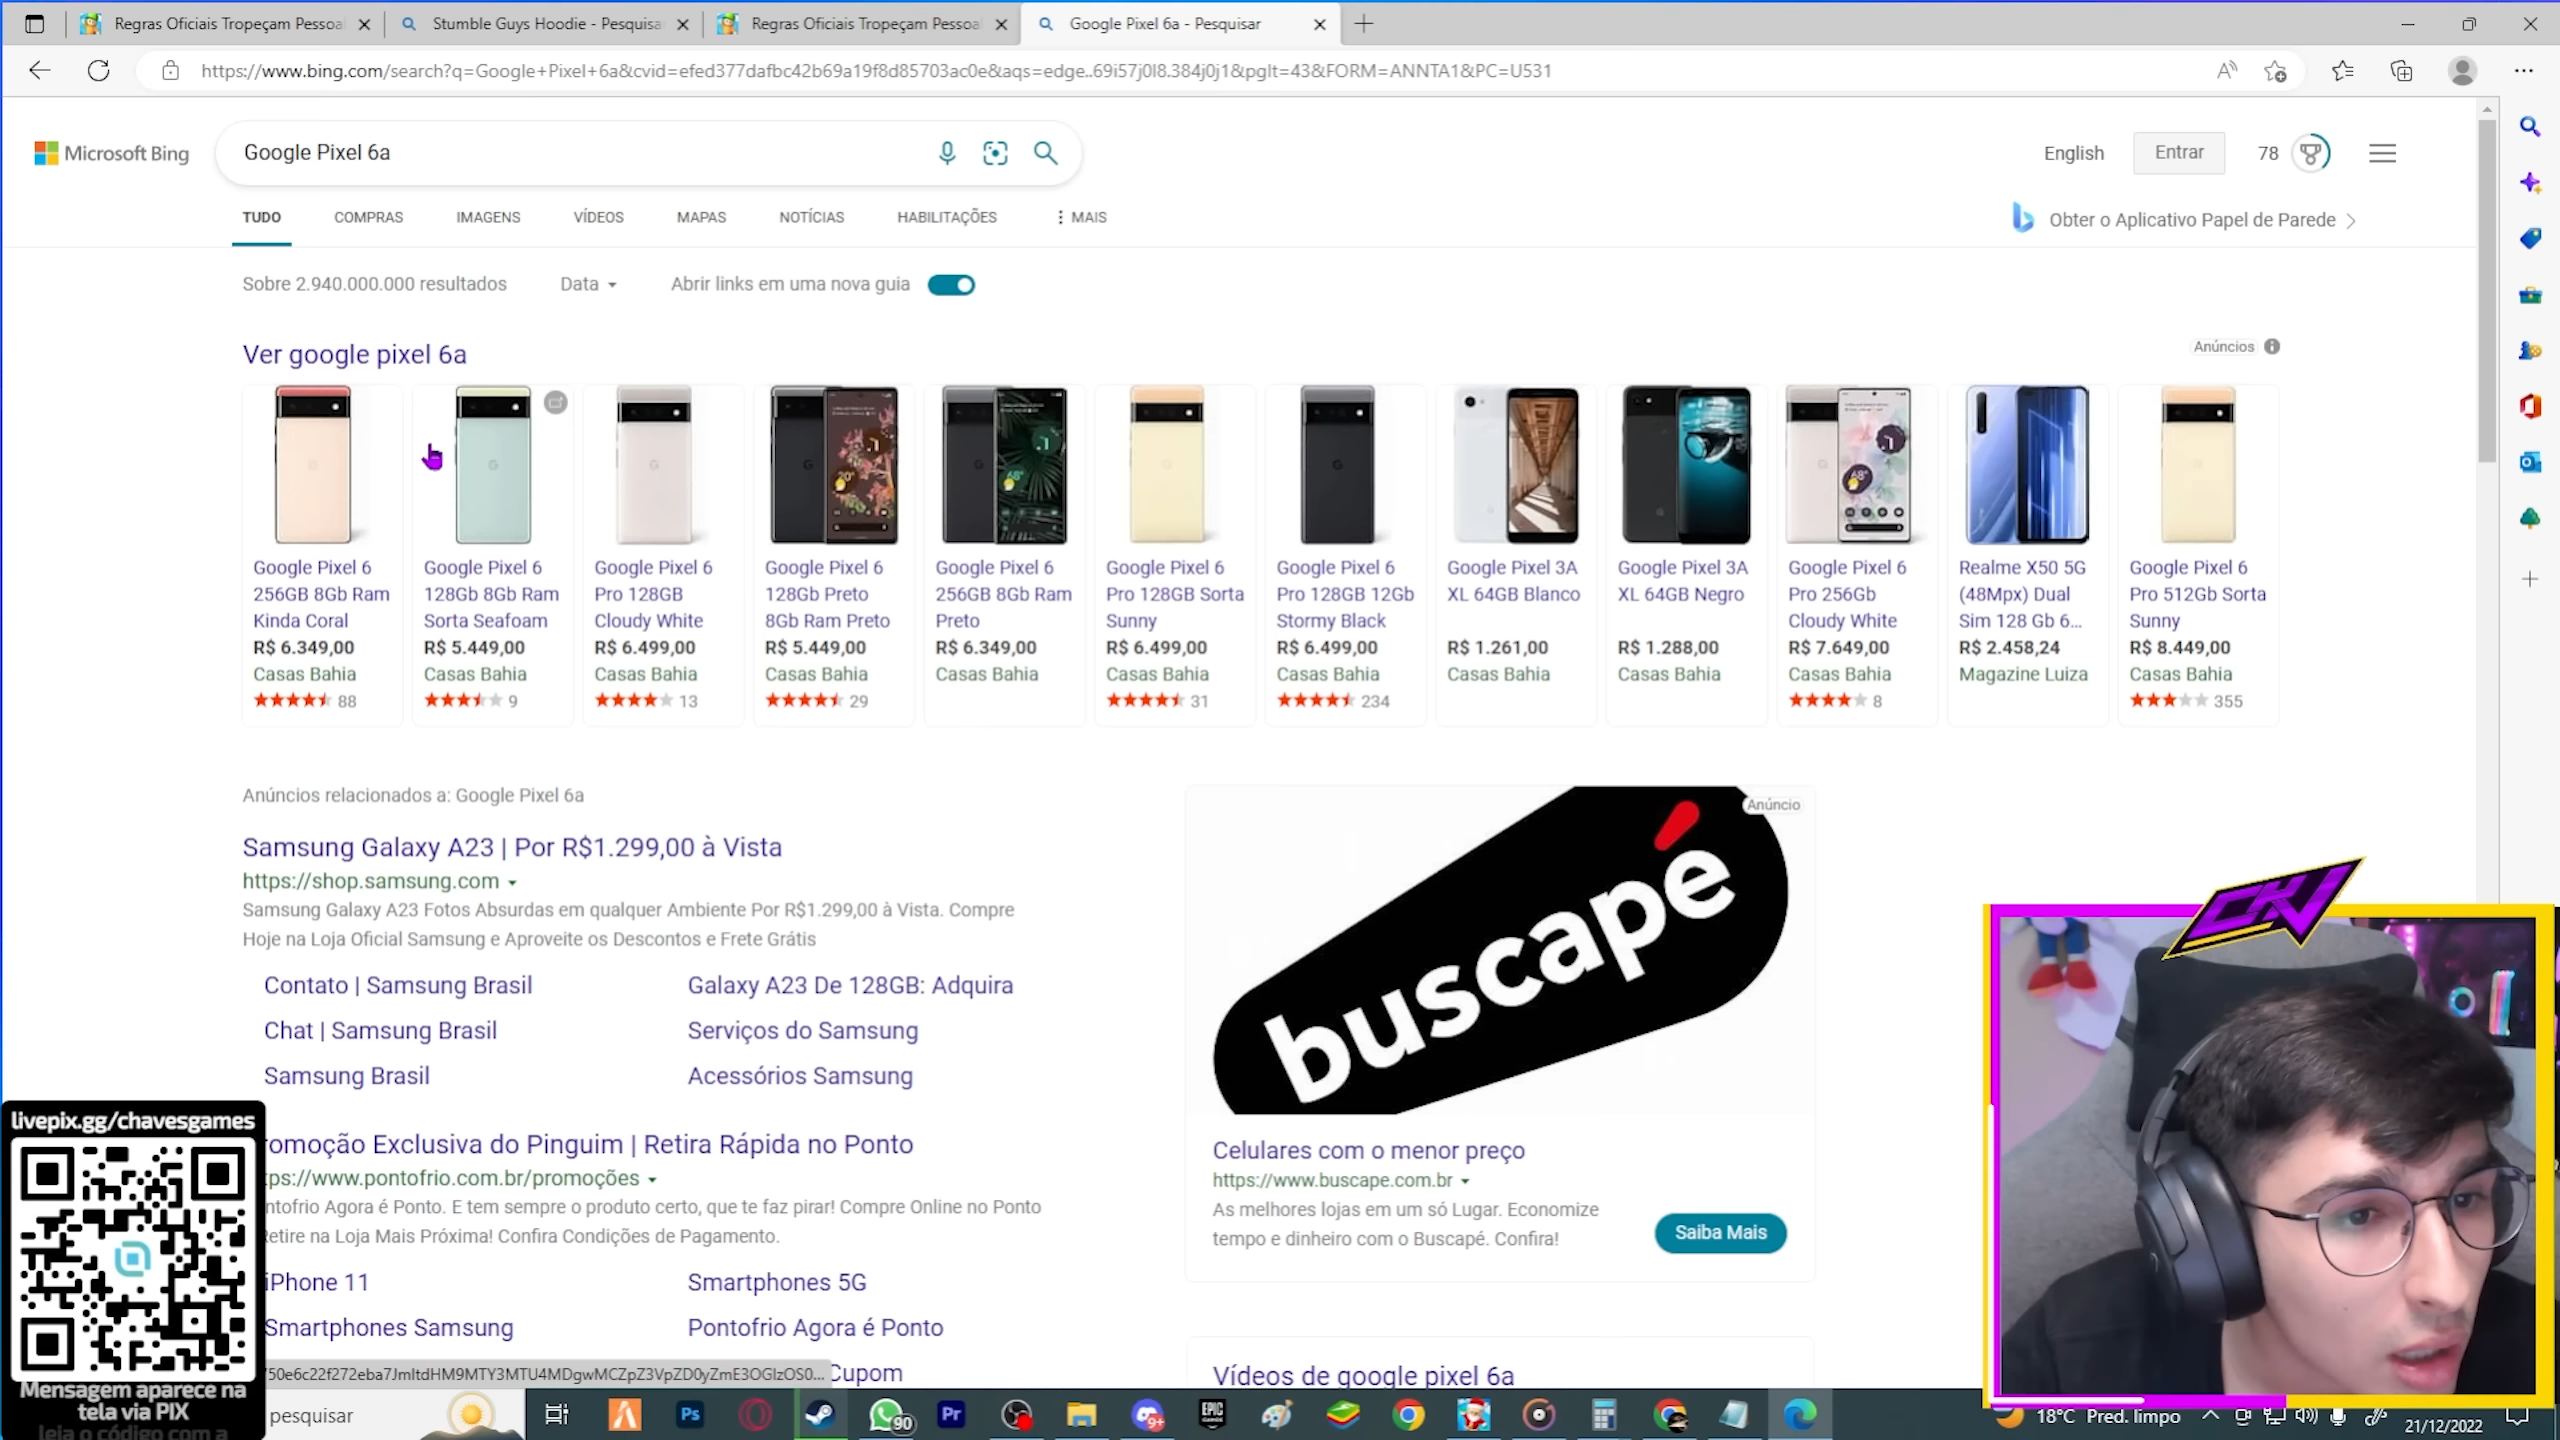 Regras Oficiais Tropeçam Pessoa
Stumble Guys Hoodie - Pesquisa
Regras Oficiais Tropeçam Pessoa
Google Pixel 6a - Pesquisar
https://www.bing.com/search?q=Google+Pixel+6a&cvid=efed377dafbc42b69a19f8d85703ac0e&aqs=edge..69i57j0l8.384j0j1&pglt=43&FORM=ANNTA1&PC=U531
Microsoft Bing
Google Pixel 6a
English
Entrar
78
TUDO
COMPRAS
IMAGENS
VÍDEOS
MAPAS
NOTÍCIAS
HABILITAÇÕES
MAIS
Obter o Aplicativo Papel de Parede
Sobre 2.940.000.000 resultados
Data
Abrir links em uma nova guia
Ver google pixel 6a
Anúncios
Google Pixel 6
256GB 8Gb Ram
Kinda Coral
R$ 6.349,00
Casas Bahia
88
Google Pixel 6
128Gb 8Gb Ram
Sorta Seafoam
R$ 5.449,00
Casas Bahia
9
Google Pixel 6
Pro 128GB
Cloudy White
R$ 6.499,00
Casas Bahia
13
Google Pixel 6
128Gb Preto
8Gb Ram Preto
R$ 5.449,00
Casas Bahia
29
Google Pixel 6
256GB 8Gb Ram
Preto
R$ 6.349,00
Casas Bahia
Google Pixel 6
Pro 128GB Sorta
Sunny
R$ 6.499,00
Casas Bahia
31
Google Pixel 6
Pro 128GB 12Gb
Stormy Black
R$ 6.499,00
Casas Bahia
234
Google Pixel 3A
XL 64GB Blanco
R$ 1.261,00
Casas Bahia
Google Pixel 3A
XL 64GB Negro
R$ 1.288,00
Casas Bahia
Google Pixel 6
Pro 256Gb
Cloudy White
R$ 7.649,00
Casas Bahia
8
Realme X50 5G
(48Mpx) Dual
Sim 128 Gb 6...
R$ 2.458,24
Magazine Luiza
Google Pixel 6
Pro 512Gb Sorta
Sunny
R$ 8.449,00
Casas Bahia
355
Anúncios relacionados a: Google Pixel 6a
Samsung Galaxy A23 | Por R$1.299,00 à Vista
https://shop.samsung.com
Samsung Galaxy A23 Fotos Absurdas em qualquer Ambiente Por R$1.299,00 à Vista. Compre
Hoje na Loja Oficial Samsung e Aproveite os Descontos e Frete Grátis
Contato | Samsung Brasil
Galaxy A23 De 128GB: Adquira
Chat | Samsung Brasil
Serviços do Samsung
Samsung Brasil
Acessórios Samsung
omoção Exclusiva do Pinguim | Retira Rápida no Ponto
ps://www.pontofrio.com.br/promoções
ntofrio Agora é Ponto. E tem sempre o produto certo, que te faz pirar! Compre Online no Ponto
etire na Loja Mais Próxima! Confira Condições de Pagamento.
iPhone 11
Smartphones 5G
Smartphones Samsung
Pontofrio Agora é Ponto
Cupom
Anúncio
buscapé
Celulares com o menor preço
https://www.buscape.com.br
As melhores lojas em um só Lugar. Economize
tempo e dinheiro com o Buscapé. Confira!
Saiba Mais
Vídeos de google pixel 6a
livepix.gg/chavesgames
Mensagem aparece na
tela via PIX
leia o código com a
CKV
pesquisar
Ps
90
Pr
9+
EPIC
GAMES
18°C Pred. limpo
21/12/2022